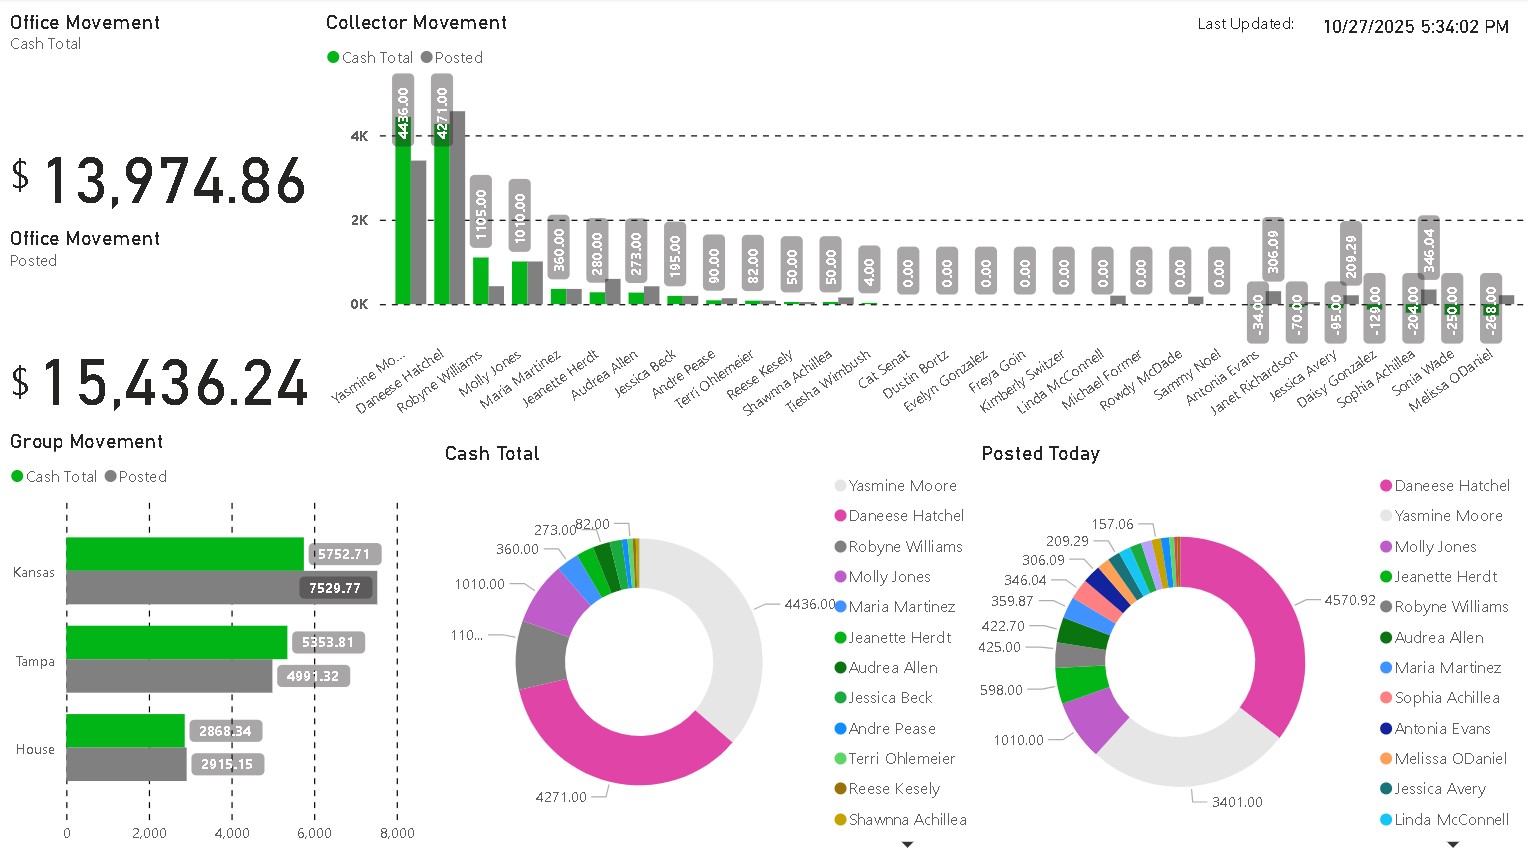 Office Movement
Cash Total
$ 13,974.86
Office Movement
Posted
$ 15,436.24
Collector Movement
Last Updated: 10/27/2025 5:34:02 PM
Cash Total Posted
4K
2K
0K
4436.00
4271.00
1105.00
1010.00
360.00
280.00
273.00
195.00
90.00
82.00
50.00
50.00
4.00
0.00
0.00
0.00
0.00
0.00
0.00
0.00
0.00
0.00
-34.00
306.09
-70.00
-95.00
209.29
-129.00
-204.00
346.04
-250.00
-268.00
Yasmine Mo...
Daneese Hatchel
Robyne Williams
Molly Jones
Maria Martinez
Jeanette Herdt
Audrea Allen
Jessica Beck
Andre Pease
Terri Ohlemeier
Reese Kesely
Shawnna Achillea
Tiesha Wimbush
Cat Senat
Dustin Bortz
Evelyn Gonzalez
Freya Goin
Kimberly Switzer
Linda McConnell
Michael Former
Rowdy McDade
Sammy Noel
Antonia Evans
Janet Richardson
Jessica Avery
Daisy Gonzalez
Sophia Achillea
Sonia Wade
Melissa ODaniel
Group Movement
Cash Total Posted
Kansas
5752.71
7529.77
Tampa
5353.81
4991.32
House
2868.34
2915.15
0 2,000 4,000 6,000 8,000
Cash Total
82.00
273.00
360.00
1010.00
110...
4271.00
4436.00
Yasmine Moore
Daneese Hatchel
Robyne Williams
Molly Jones
Maria Martinez
Jeanette Herdt
Audrea Allen
Jessica Beck
Andre Pease
Terri Ohlemeier
Reese Kesely
Shawnna Achillea
Posted Today
157.06
209.29
306.09
346.04
359.87
422.70
425.00
598.00
1010.00
3401.00
4570.92
Daneese Hatchel
Yasmine Moore
Molly Jones
Jeanette Herdt
Robyne Williams
Audrea Allen
Maria Martinez
Sophia Achillea
Antonia Evans
Melissa ODaniel
Jessica Avery
Linda McConnell